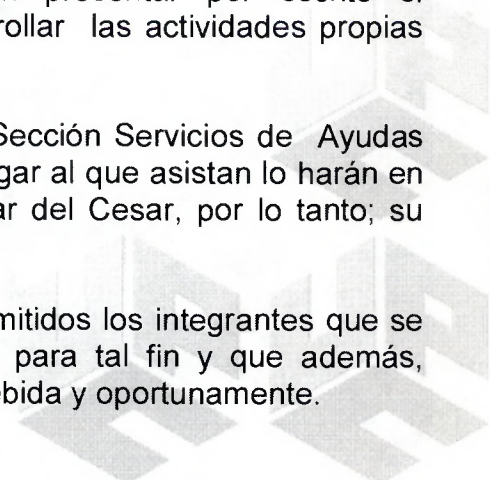 rollar las actividades propias
Sección Servicios de Ayudas
gar al que asistan lo harán en
ar del Cesar, por lo tanto; su
mitidos los integrantes que se
para tal fin y que además,
ebida y oportunamente.